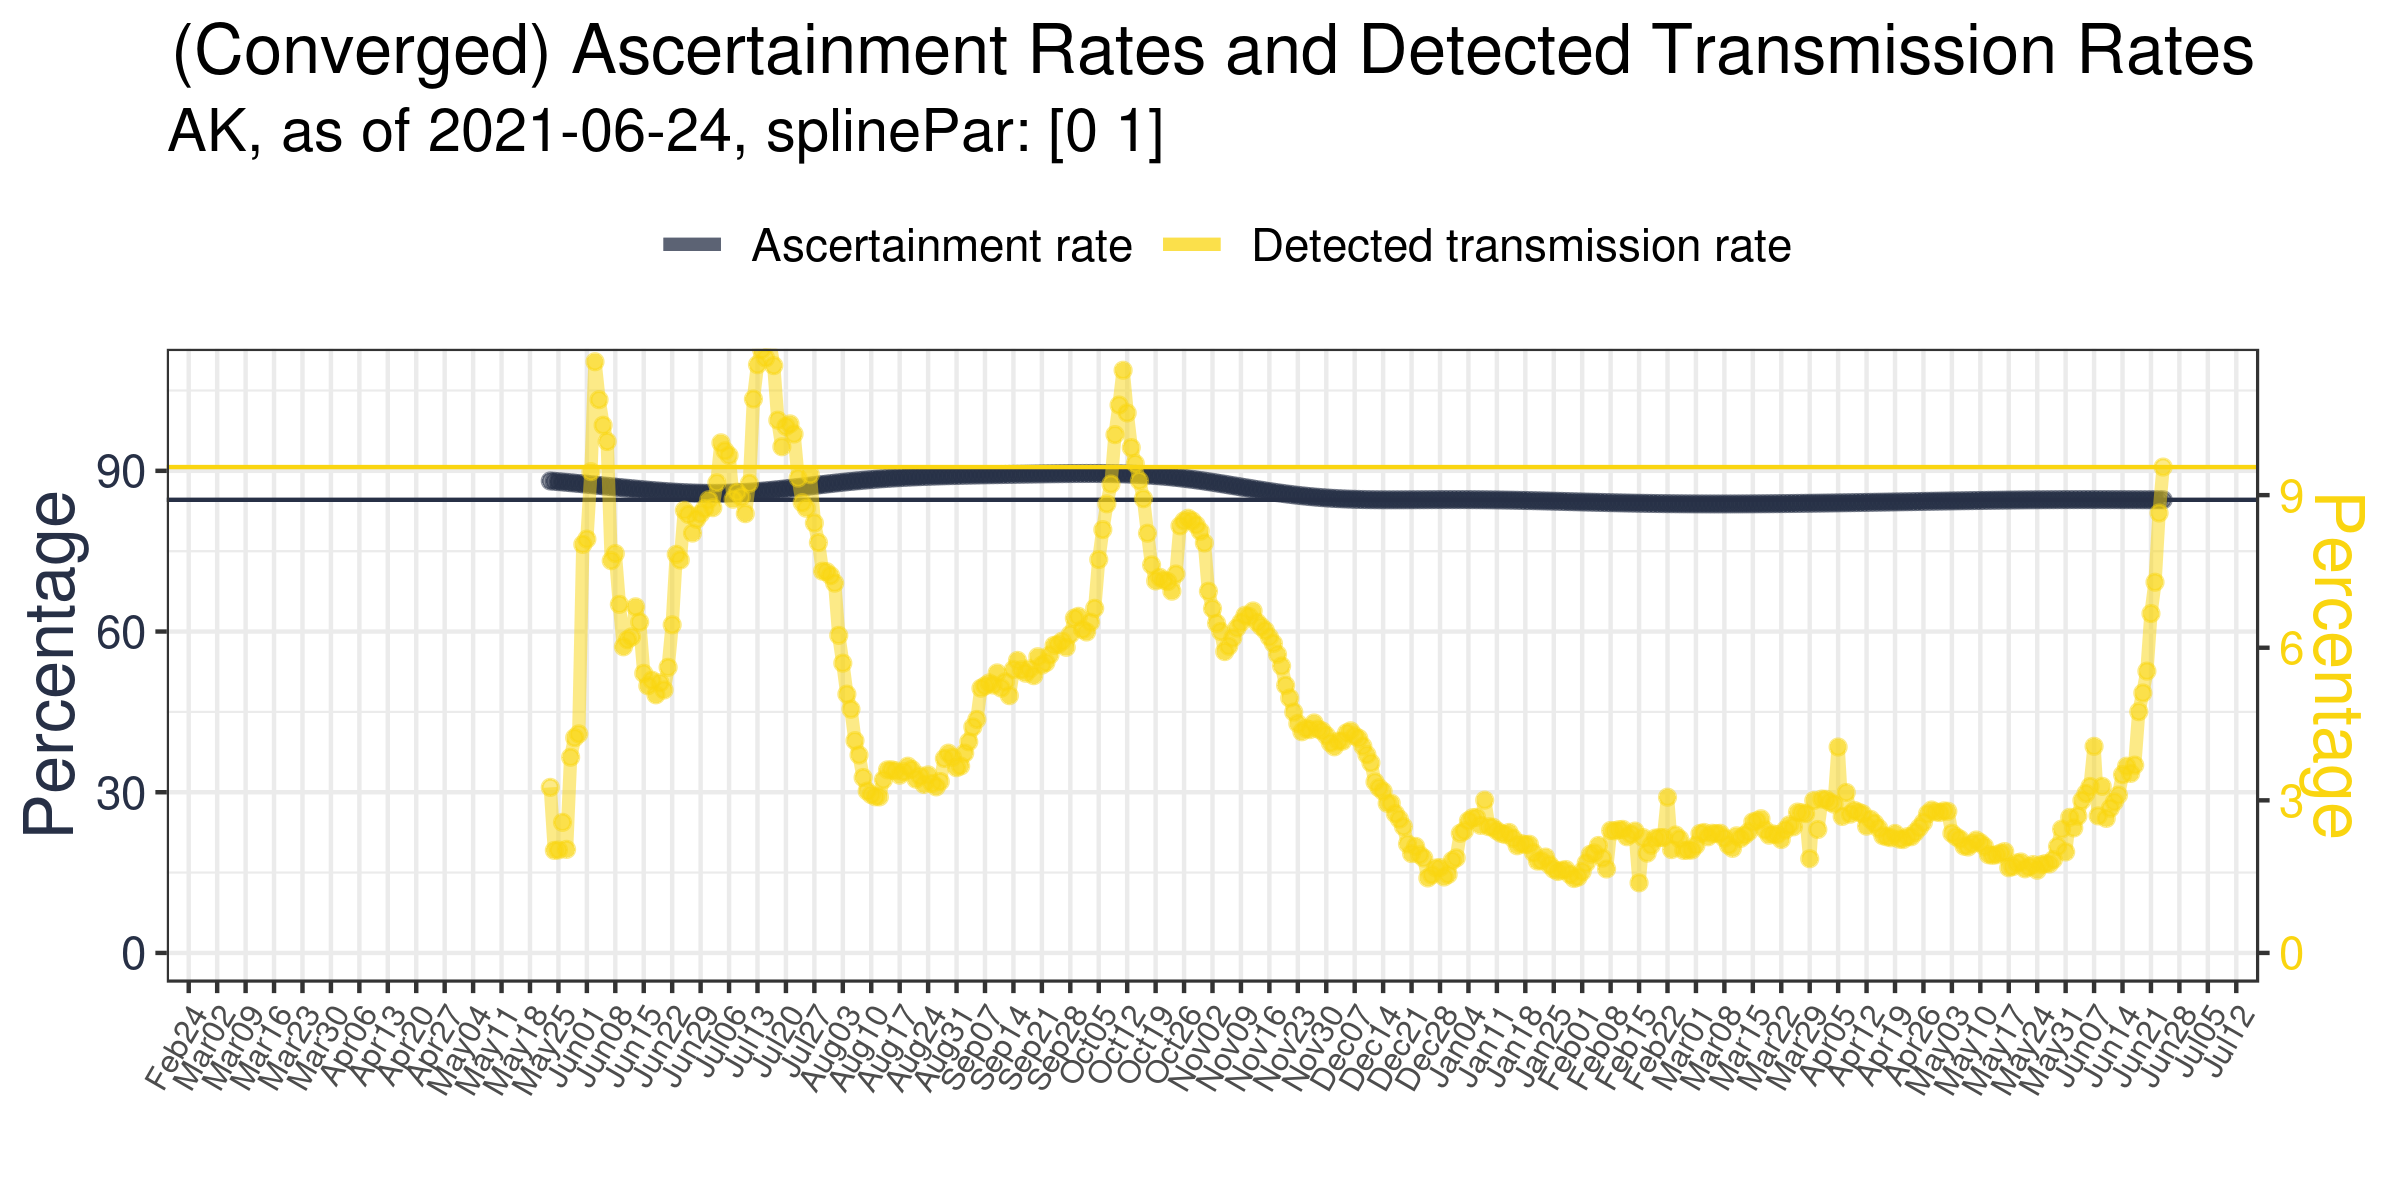 (Converged) Ascertainment Rates and Detected Transmission Rates
AK, as of 2021-06-24, splinePar: [0 1]
Ascertainment rate
Detected transmission rate
Percentage
90
60
30
0
9
6
3
0
Percentage
Feb24
Mar02
Mar09
Mar16
Mar23
Mar30
Apr06
Apr13
Apr20
Apr27
May04
May11
May18
May25
Jun01
Jun08
Jun15
Jun22
Jun29
Jul06
Jul13
Jul20
Jul27
Aug03
Aug10
Aug17
Aug24
Aug31
Sep07
Sep14
Sep21
Sep28
Oct05
Oct12
Oct19
Oct26
Nov02
Nov09
Nov16
Nov23
Nov30
Dec07
Dec14
Dec21
Dec28
Jan04
Jan11
Jan18
Jan25
Feb01
Feb08
Feb15
Feb22
Mar01
Mar08
Mar15
Mar22
Mar29
Apr05
Apr12
Apr19
Apr26
May03
May10
May17
May24
May31
Jun07
Jun14
Jun21
Jun28
Jul05
Jul12